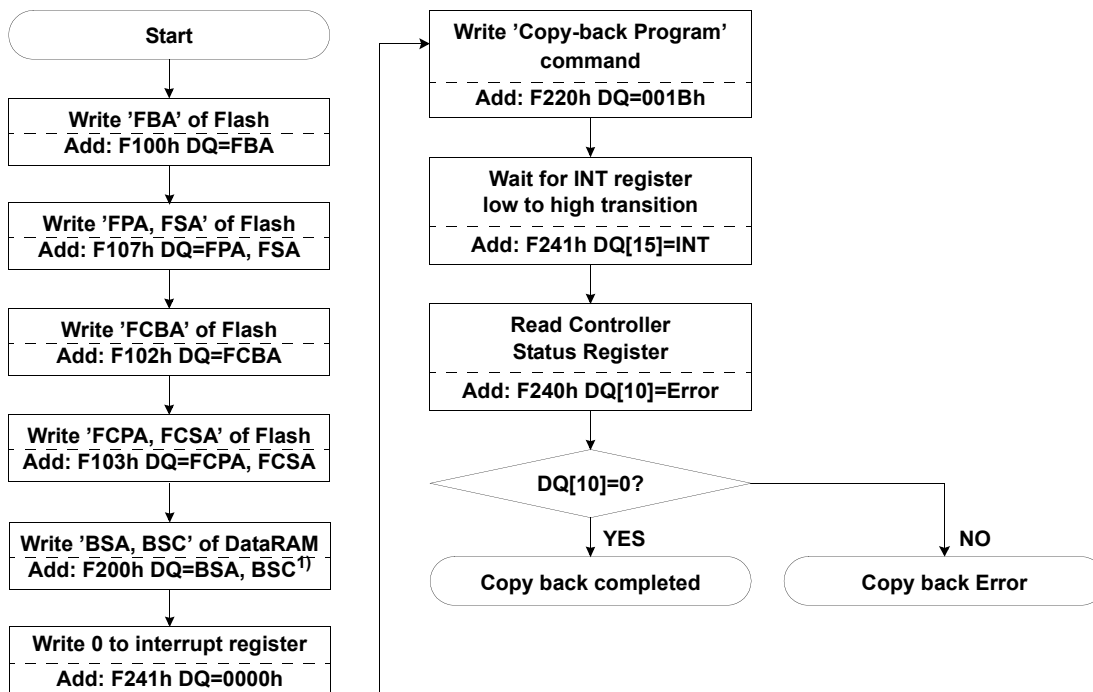 Start
Write ’FBA’ of Flash
Add: F100h DQ=FBA
Write ’FPA, FSA’ of Flash
Add: F107h DQ=FPA, FSA
Write ’FCBA’ of Flash
Add: F102h DQ=FCBA
Write ’FCPA, FCSA’ of Flash
Add: F103h DQ=FCPA, FCSA
Write ’BSA, BSC’ of DataRAM
Add: F200h DQ=BSA, BSC1)
Write 0 to interrupt register
Add: F241h DQ=0000h
Write ’Copy-back Program’
command
Add: F220h DQ=001Bh
Wait for INT register
low to high transition
Add: F241h DQ[15]=INT
Read Controller
Status Register
Add: F240h DQ[10]=Error
DQ[10]=0?
YES
NO
Copy back completed
Copy back Error